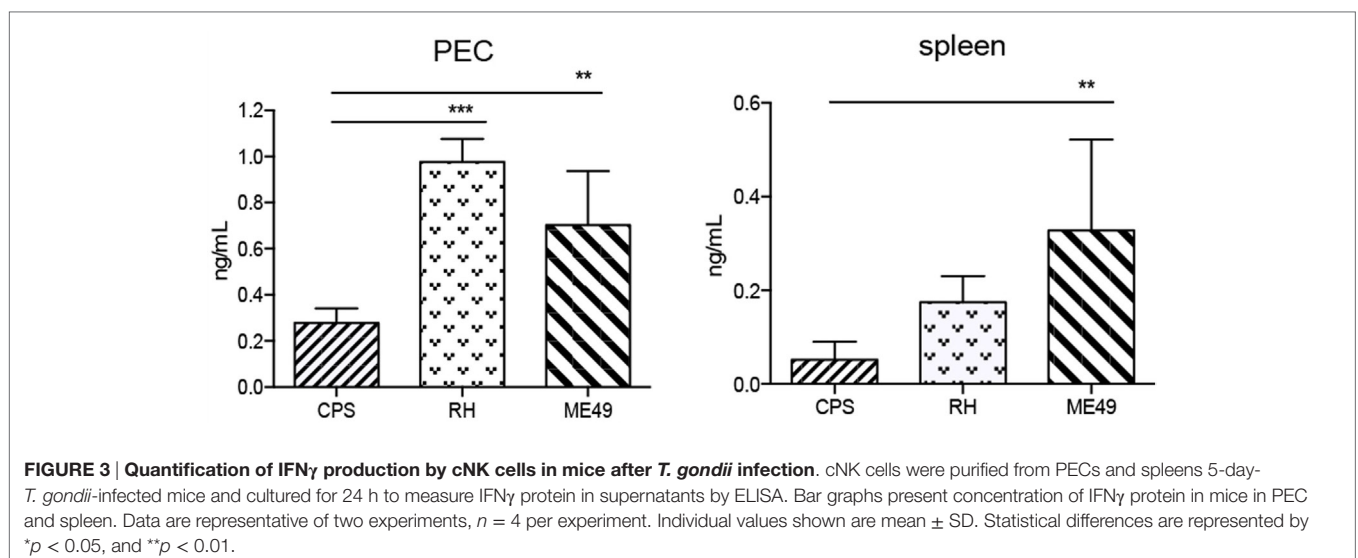 PEC
**
***
1.2
1.0
0.8
0.6
0.4
0.2
0.0
ng/mL
CPS
RH
ME49
spleen
**
0.6
0.4
0.2
0.0
ng/mL
CPS
RH
ME49
FIGURE 3 | Quantification of IFNγ production by cNK cells in mice after T. gondii infection. cNK cells were purified from PECs and spleens 5-day-
T. gondii-infected mice and cultured for 24 h to measure IFNγ protein in supernatants by ELISA. Bar graphs present concentration of IFNγ protein in mice in PEC
and spleen. Data are representative of two experiments, n = 4 per experiment. Individual values shown are mean ± SD. Statistical differences are represented by
*p < 0.05, and **p < 0.01.